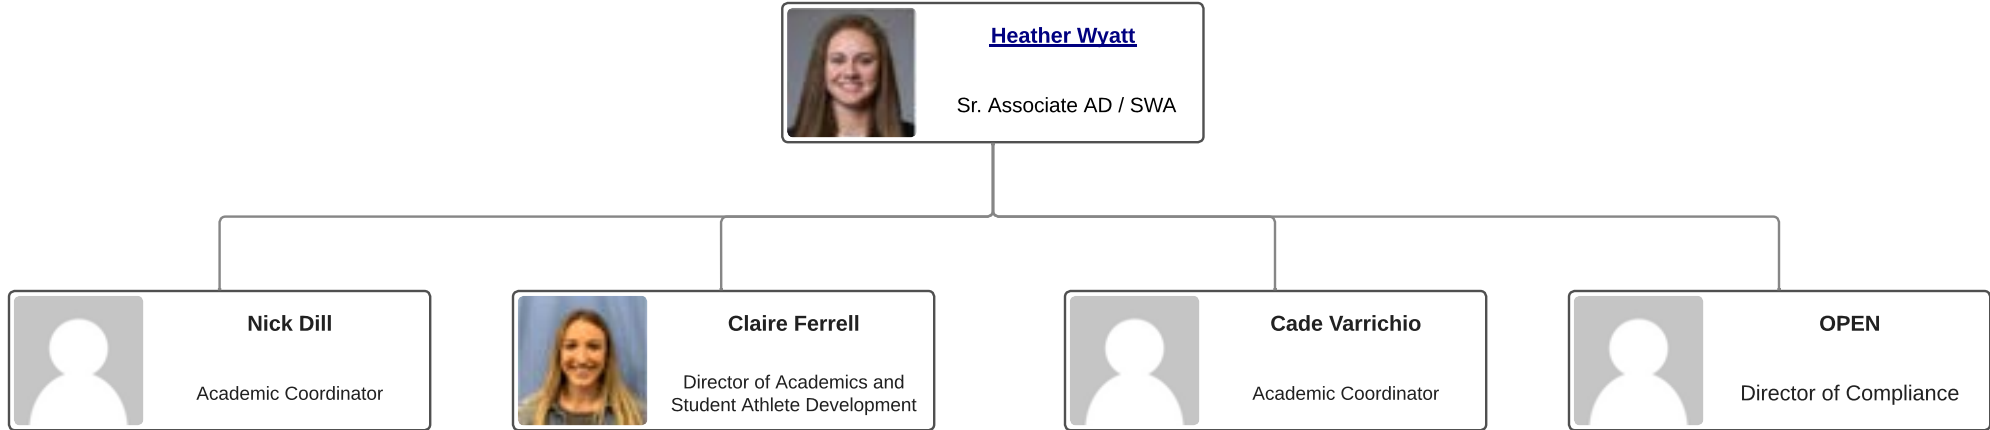 Heather Wyatt
Sr. Associate AD / SWA
Nick Dill
Academic Coordinator
Claire Ferrell
Director of Academics and
Student Athlete Development
Cade Varrichio
Academic Coordinator
OPEN
Director of Compliance